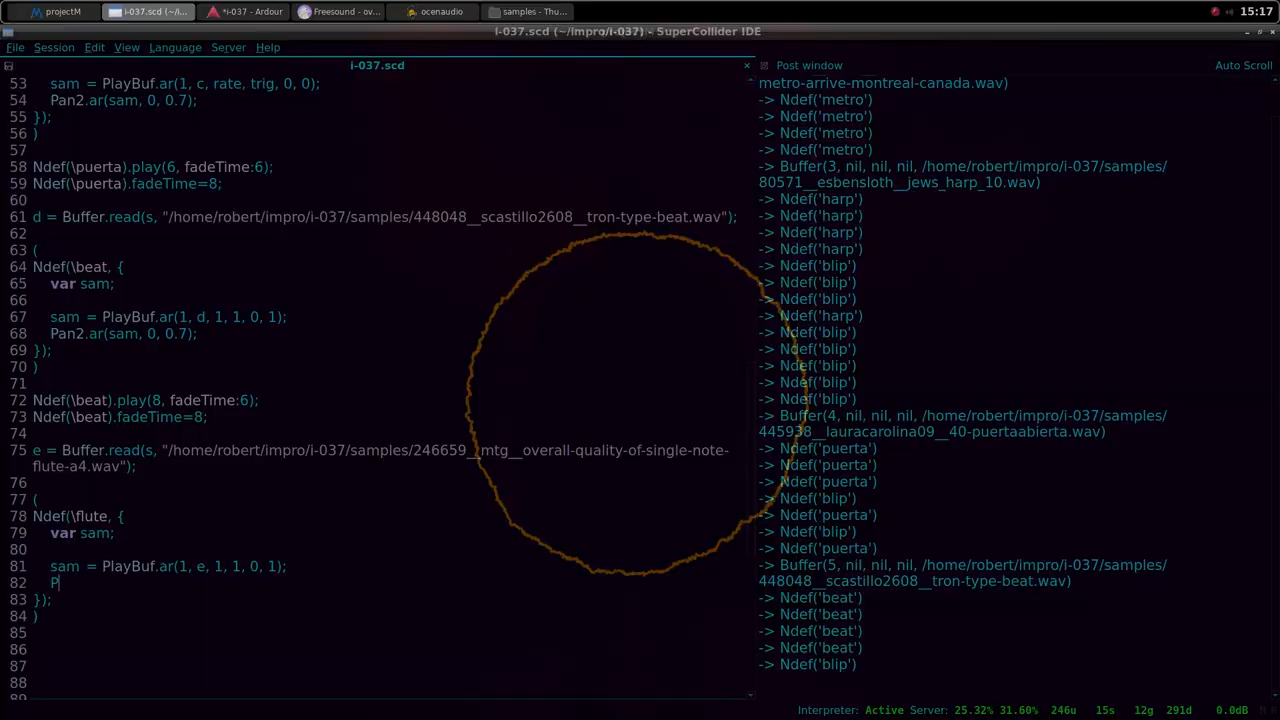 projectM
i-037.scd (~/i...
*i-037 - Ardour
Freesound - ov...
ocenaudio
samples - Thu...
15:17
i-037.scd (~/impro/i-037) - SuperCollider IDE
File Session Edit View Language Server Help
i-037.scd
53 sam = PlayBuf.ar(1, c, rate, trig, 0, 0);
54 Pan2.ar(sam, 0, 0.7);
55 });
56 )
57
58 Ndef(\puerta).play(6, fadeTime:6);
59 Ndef(\puerta).fadeTime=8;
60
61 d = Buffer.read(s, "/home/robert/impro/i-037/samples/448048__scastillo2608__tron-type-beat.wav");
62
63 (
64 Ndef(\beat, {
65 var sam;
66
67 sam = PlayBuf.ar(1, d, 1, 1, 0, 1);
68 Pan2.ar(sam, 0, 0.7);
69 });
70 )
71
72 Ndef(\beat).play(8, fadeTime:6);
73 Ndef(\beat).fadeTime=8;
74
75 e = Buffer.read(s, "/home/robert/impro/i-037/samples/246659__mtg__overall-quality-of-single-note-
flute-a4.wav");
76
77 (
78 Ndef(\flute, {
79 var sam;
80
81 sam = PlayBuf.ar(1, e, 1, 1, 0, 1);
82 P
83 });
84 )
85
86
87
88
89
Post window Auto Scroll
metro-arrive-montreal-canada.wav)
-> Ndef('metro')
-> Ndef('metro')
-> Ndef('metro')
-> Ndef('metro')
-> Buffer(3, nil, nil, nil, /home/robert/impro/i-037/samples/
80571__esbensloth__jews_harp_10.wav)
-> Ndef('harp')
-> Ndef('harp')
-> Ndef('harp')
-> Ndef('harp')
-> Ndef('blip')
-> Ndef('blip')
-> Ndef('blip')
-> Ndef('harp')
-> Ndef('blip')
-> Ndef('blip')
-> Ndef('blip')
-> Ndef('blip')
-> Ndef('blip')
-> Buffer(4, nil, nil, nil, /home/robert/impro/i-037/samples/
445938__lauracarolina09__40-puertaabierta.wav)
-> Ndef('puerta')
-> Ndef('puerta')
-> Ndef('puerta')
-> Ndef('blip')
-> Ndef('puerta')
-> Ndef('blip')
-> Ndef('puerta')
-> Buffer(5, nil, nil, nil, /home/robert/impro/i-037/samples/
448048__scastillo2608__tron-type-beat.wav)
-> Ndef('beat')
-> Ndef('beat')
-> Ndef('beat')
-> Ndef('beat')
-> Ndef('blip')
Interpreter: Active Server: 25.32% 31.60% 246u 15s 12g 291d 0.0dB